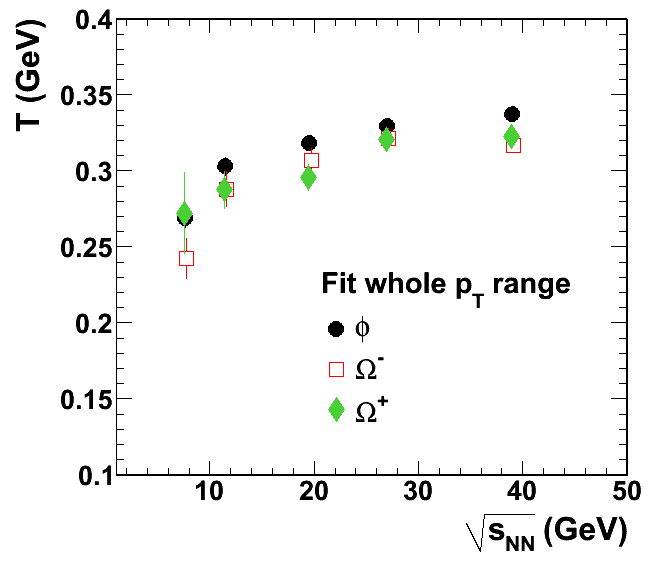 T (GeV)
0.4
0.35
0.3
0.25
0.2
0.15
0.1
Fit whole p_T range
ϕ
Ω⁻
Ω⁺
10 20 30 40 50
√s_NN (GeV)